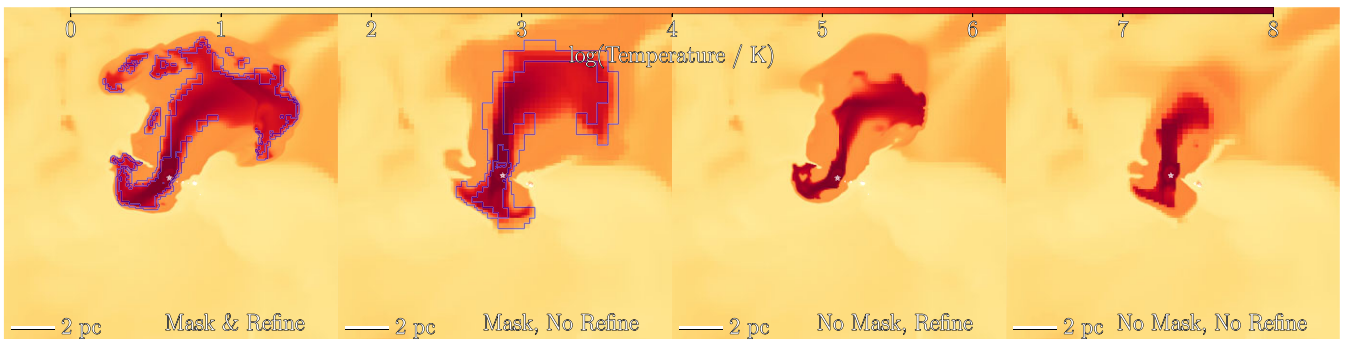 0 1 2 3 4 5 6 7 8
log(Temperature / K)
2 pc Mask & Refine
2 pc Mask, No Refine
2 pc No Mask, Refine
2 pc No Mask, No Refine